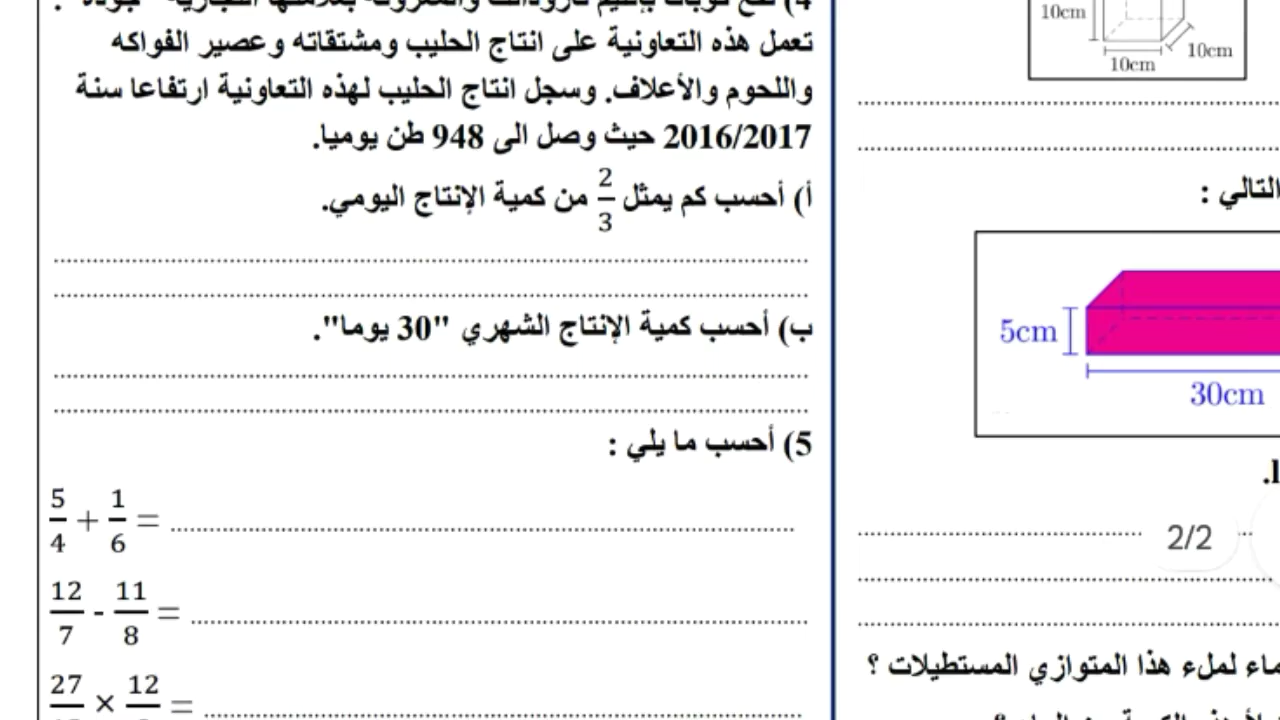 10cm
10cm
10cm
تعمل هذه التعاونية على انتاج الحليب ومشتقاته وعصير الفواكه
واللحوم والأعلاف. وسجل انتاج الحليب لهذه التعاونية ارتفاعا سنة
2016/2017 حيث وصل الى 948 طن يوميا.
أ) أحسب كم يمثل 2/3 من كمية الإنتاج اليومي.
ب) أحسب كمية الإنتاج الشهري "30 يوما".
5) أحسب ما يلي :
5/4 + 1/6 =
12/7 - 11/8 =
27 × 12 =
التالي :
5cm
30cm
2/2
لملء هذا المتوازي المستطيلات ؟